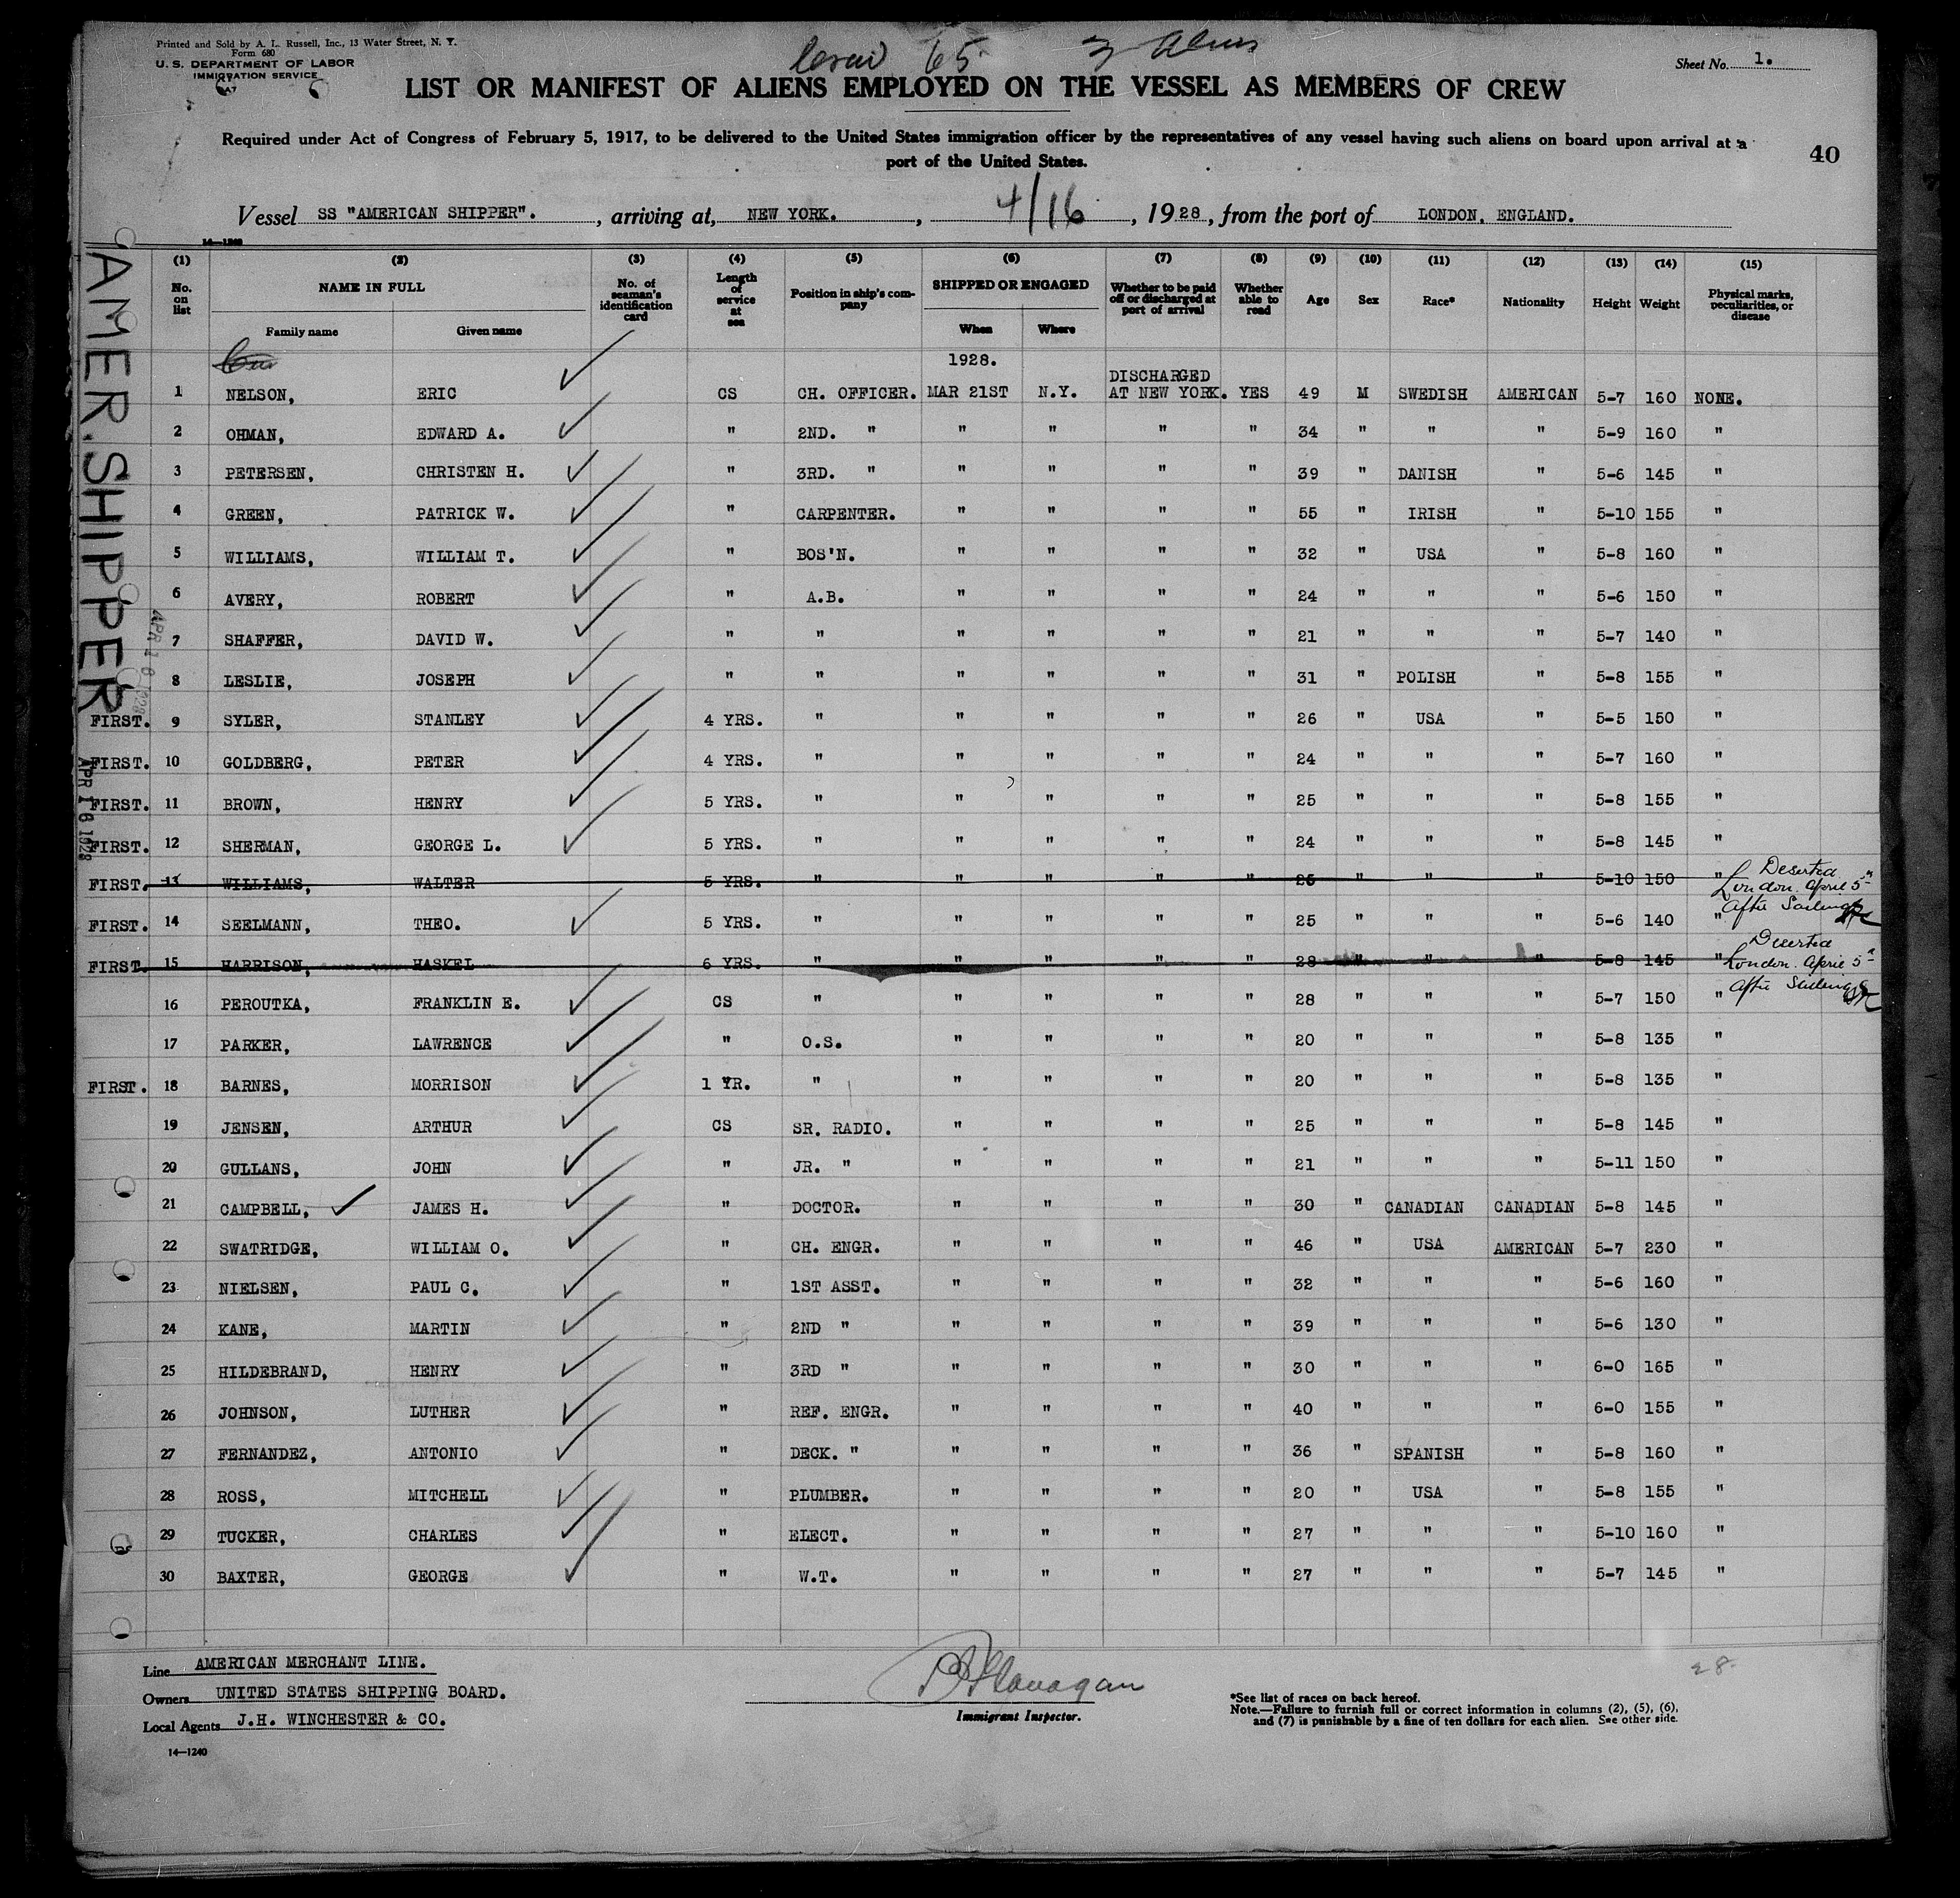 Printed and Sold by A. L. Russell, Inc., 13 Water Street, N. Y.
Form 680
U. S. DEPARTMENT OF LABOR
IMMIGRATION SERVICE
65 3 Aliens
Sheet No. 1.
LIST OR MANIFEST OF ALIENS EMPLOYED ON THE VESSEL AS MEMBERS OF CREW
Required under Act of Congress of February 5, 1917, to be delivered to the United States immigration officer by the representatives of any vessel having such aliens on board upon arrival at a
port of the United States.
40
Vessel SS "AMERICAN SHIPPER". , arriving at, NEW YORK. , 4/16 , 1928, from the port of LONDON, ENGLAND.
14—1240
AMER. SHIPPER
APR 16 1928
APR 16 1928
(1) (2) (3) (4) (5) (6) (7) (8) (9) (10) (11) (12) (13) (14) (15)
No. on list NAME IN FULL Family name Given name No. of seaman's identification card Length of service at sea Position in ship's company SHIPPED OR ENGAGED When Where Whether to be paid off or discharged at port of arrival Whether able to read Age Sex Race* Nationality Height Weight Physical marks, peculiarities, or disease
1928.
1 NELSON, ERIC CS CH. OFFICER. MAR 21ST N.Y. DISCHARGED AT NEW YORK. YES 49 M SWEDISH AMERICAN 5-7 160 NONE.
2 OHMAN, EDWARD A. " 2ND. " " " " " 34 " " " 5-9 160 "
3 PETERSEN, CHRISTEN H. " 3RD. " " " " " 39 " DANISH " 5-6 145 "
4 GREEN, PATRICK W. " CARPENTER. " " " " 55 " IRISH " 5-10 155 "
5 WILLIAMS, WILLIAM T. " BOS'N. " " " " 32 " USA " 5-8 160 "
6 AVERY, ROBERT " A.B. " " " " 24 " " " 5-6 150 "
7 SHAFFER, DAVID W. " " " " " " 21 " " " 5-7 140 "
8 LESLIE, JOSEPH " " " " " " 31 " POLISH " 5-8 155 "
FIRST. 9 SYLER, STANLEY 4 YRS. " " " " " 26 " USA " 5-5 150 "
FIRST. 10 GOLDBERG, PETER 4 YRS. " " " " " 24 " " " 5-7 160 "
FIRST. 11 BROWN, HENRY 5 YRS. " " " " " 25 " " " 5-8 155 "
FIRST. 12 SHERMAN, GEORGE L. 5 YRS. " " " " " 24 " " " 5-8 145 "
FIRST. 13 WILLIAMS, WALTER 5 YRS. " " " " " 26 " " " 5-10 150 " Deserted London April 5th After Sailing
FIRST. 14 SEELMANN, THEO. 5 YRS. " " " " " 25 " " " 5-6 140 "
FIRST. 15 HARRISON, HASKEL 6 YRS. " " " " " 28 " " " 5-8 145 " Deserted London April 5th After Sailing
16 PEROUTKA, FRANKLIN E. CS " " " " " 28 " " " 5-7 150 "
17 PARKER, LAWRENCE " O.S. " " " " 20 " " " 5-8 135 "
FIRST. 18 BARNES, MORRISON 1 YR. " " " " " 20 " " " 5-8 135 "
19 JENSEN, ARTHUR CS SR. RADIO. " " " " 25 " " " 5-8 145 "
20 GULLANS, JOHN " JR. " " " " " 21 " " " 5-11 150 "
21 CAMPBELL, JAMES H. " DOCTOR. " " " " 30 " CANADIAN CANADIAN 5-8 145 "
22 SWATRIDGE, WILLIAM O. " CH. ENGR. " " " " 46 " USA AMERICAN 5-7 230 "
23 NIELSEN, PAUL C. " 1ST ASST. " " " " 32 " " " 5-6 160 "
24 KANE, MARTIN " 2ND " " " " " 39 " " " 5-6 130 "
25 HILDEBRAND, HENRY " 3RD " " " " " 30 " " " 6-0 165 "
26 JOHNSON, LUTHER " REF. ENGR. " " " " 40 " " " 6-0 155 "
27 FERNANDEZ, ANTONIO " DECK. " " " " " 36 " SPANISH " 5-8 160 "
28 ROSS, MITCHELL " PLUMBER. " " " " 20 " USA " 5-8 155 "
29 TUCKER, CHARLES " ELECT. " " " " 27 " " " 5-10 160 "
30 BAXTER, GEORGE " W.T. " " " " 27 " " " 5-7 145 "
28
Line AMERICAN MERCHANT LINE.
Owners UNITED STATES SHIPPING BOARD.
Local Agents J.H. WINCHESTER & CO.
14—1240
Flanagan
Immigrant Inspector.
*See list of races on back hereof.
Note.—Failure to furnish full or correct information in columns (2), (5), (6),
and (7) is punishable by a fine of ten dollars for each alien. See other side.